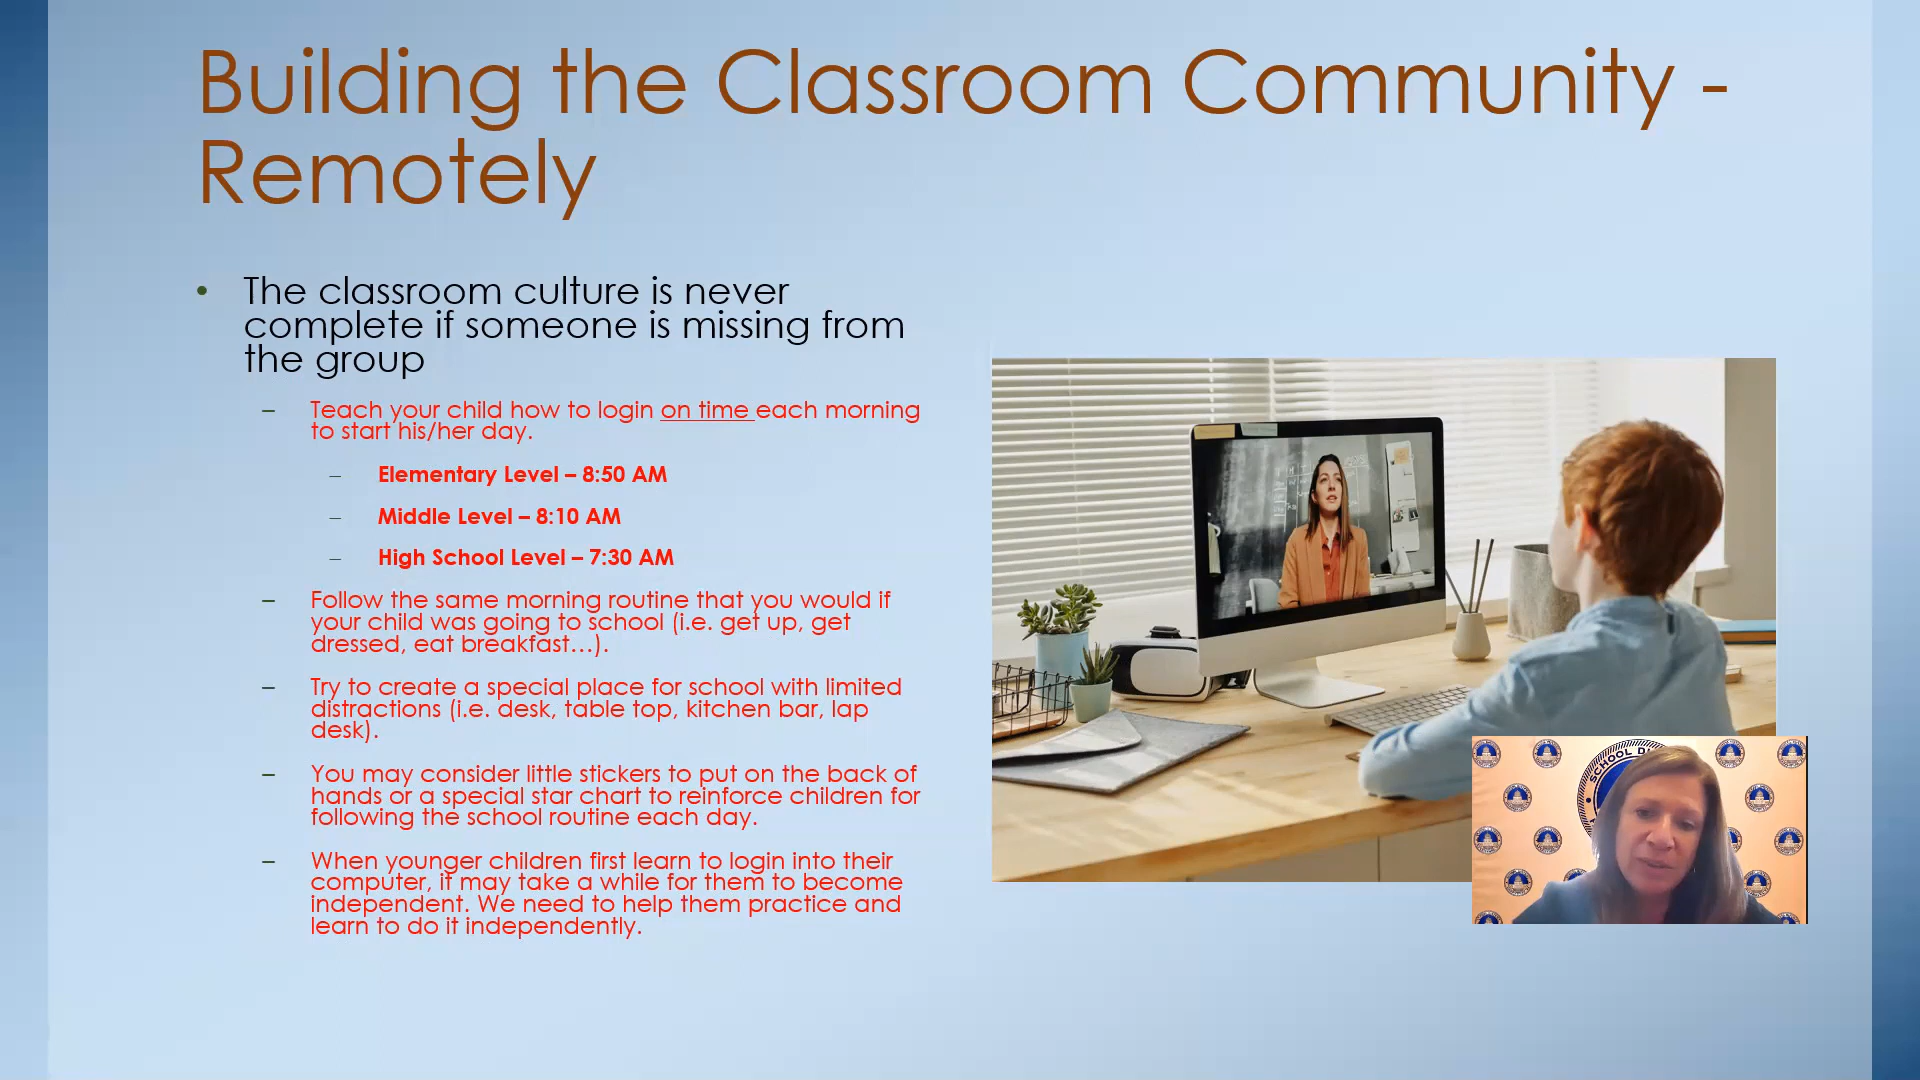 Building the Classroom Community -
Remotely
• The classroom culture is never
complete if someone is missing from
the group
– Teach your child how to login on time each morning
to start his/her day.
– Elementary Level – 8:50 AM
– Middle Level – 8:10 AM
– High School Level – 7:30 AM
– Follow the same morning routine that you would if
your child was going to school (i.e. get up, get
dressed, eat breakfast…).
– Try to create a special place for school with limited
distractions (i.e. desk, table top, kitchen bar, lap
desk).
– You may consider little stickers to put on the back of
hands or a special star chart to reinforce children for
following the school routine each day.
– When younger children first learn to login into their
computer, it may take a while for them to become
independent. We need to help them practice and
learn to do it independently.
SCHOOL